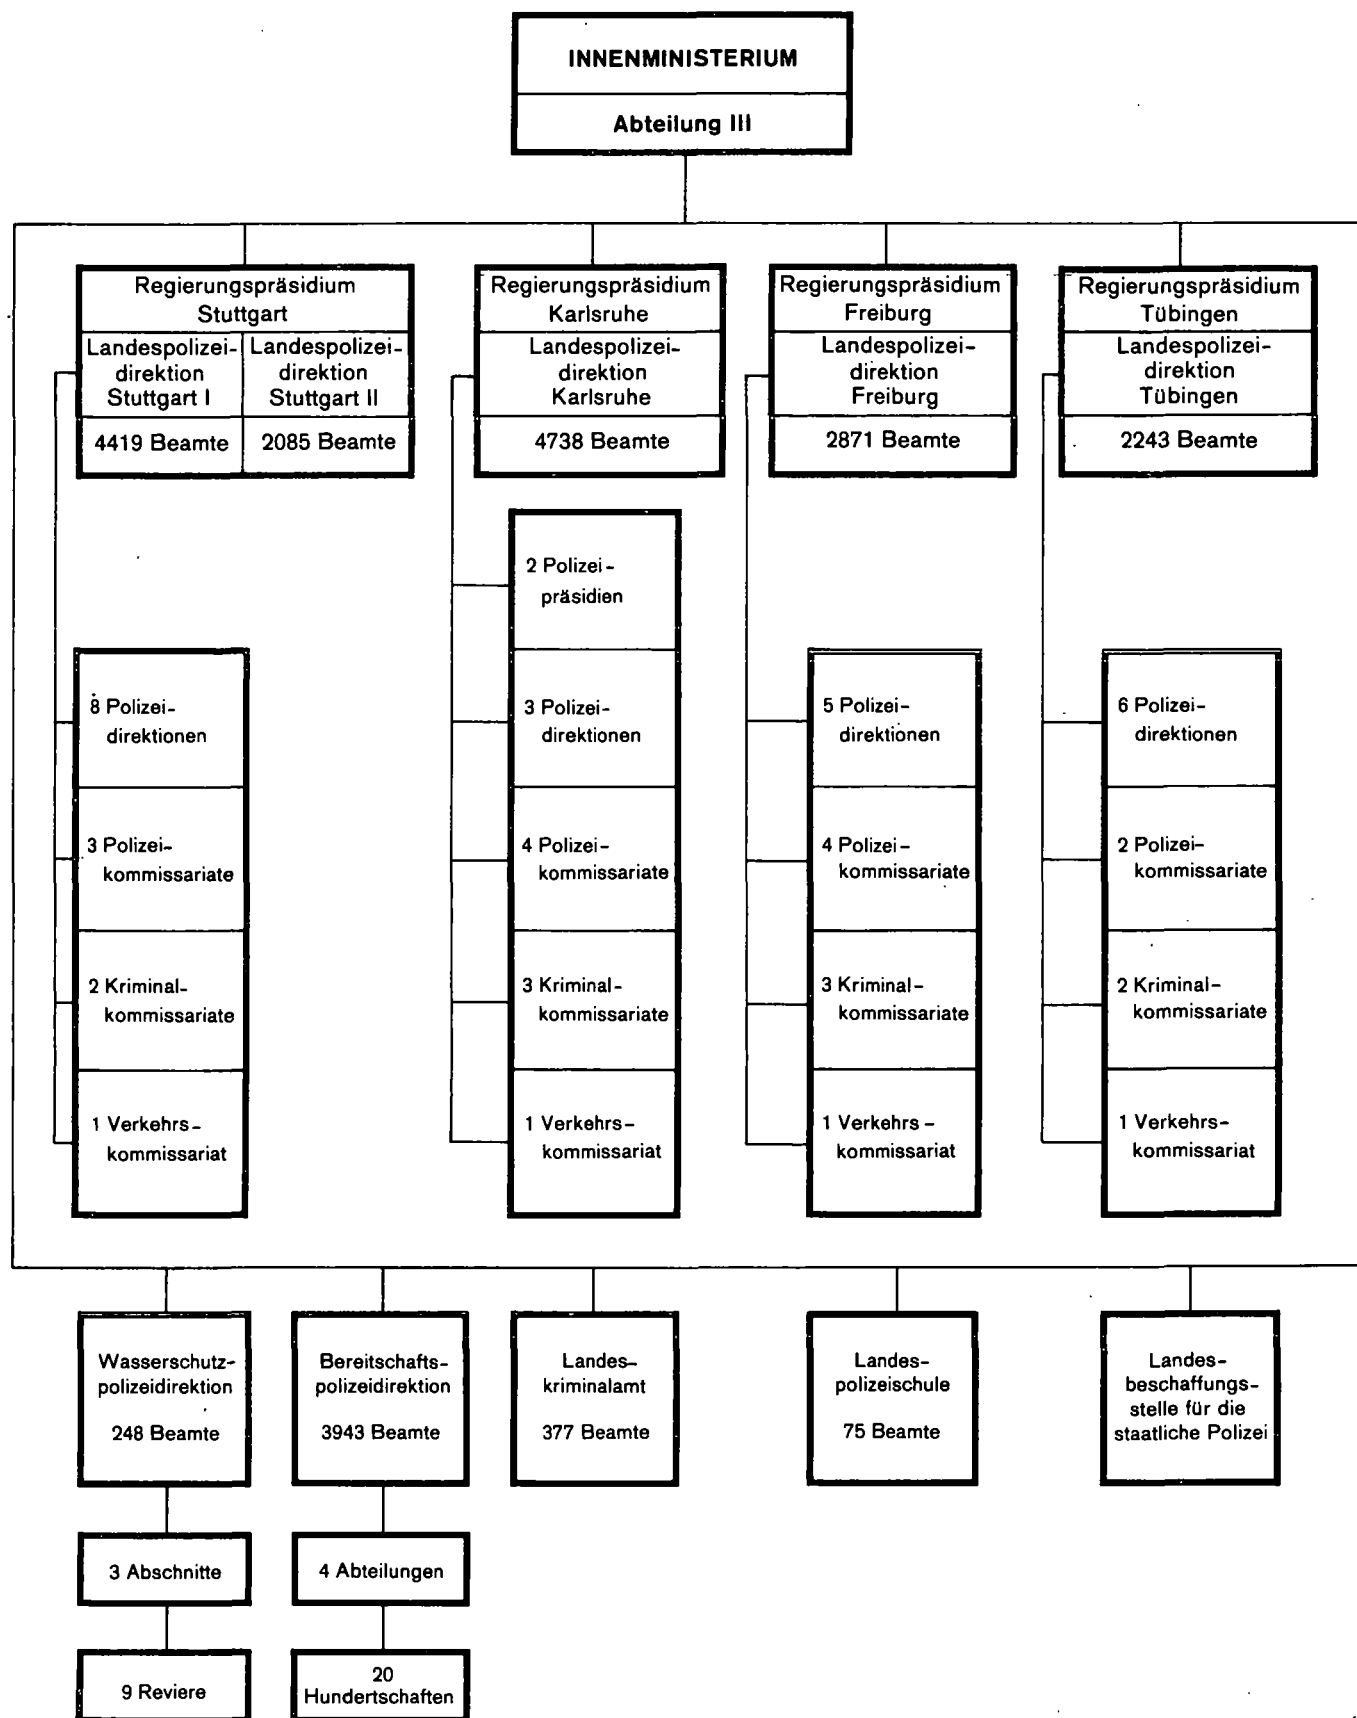 INNENMINISTERIUM
Abteilung III
Regierungspräsidium
Stuttgart
Landespolizei-
direktion
Stuttgart I
4419 Beamte
Landespolizei-
direktion
Stuttgart II
2085 Beamte
Regierungspräsidium
Karlsruhe
Landespolizei-
direktion
Karlsruhe
4738 Beamte
Regierungspräsidium
Freiburg
Landespolizei-
direktion
Freiburg
2871 Beamte
Regierungspräsidium
Tübingen
Landespolizei-
direktion
Tübingen
2243 Beamte
8 Polizei-
direktionen
3 Polizei-
kommissariate
2 Kriminal-
kommissariate
1 Verkehrs-
kommissariat
2 Polizei-
präsidien
3 Polizei-
direktionen
4 Polizei-
kommissariate
3 Kriminal-
kommissariate
1 Verkehrs-
kommissariat
5 Polizei-
direktionen
4 Polizei-
kommissariate
3 Kriminal-
kommissariate
1 Verkehrs-
kommissariat
6 Polizei-
direktionen
2 Polizei-
kommissariate
2 Kriminal-
kommissariate
1 Verkehrs-
kommissariat
Wasserschutz-
polizeidirektion
248 Beamte
3 Abschnitte
9 Reviere
Bereitschafts-
polizeidirektion
3943 Beamte
4 Abteilungen
20
Hundertschaften
Landes-
kriminalamt
377 Beamte
Landes-
polizeischule
75 Beamte
Landes-
beschaffungs-
stelle für die
staatliche Polizei